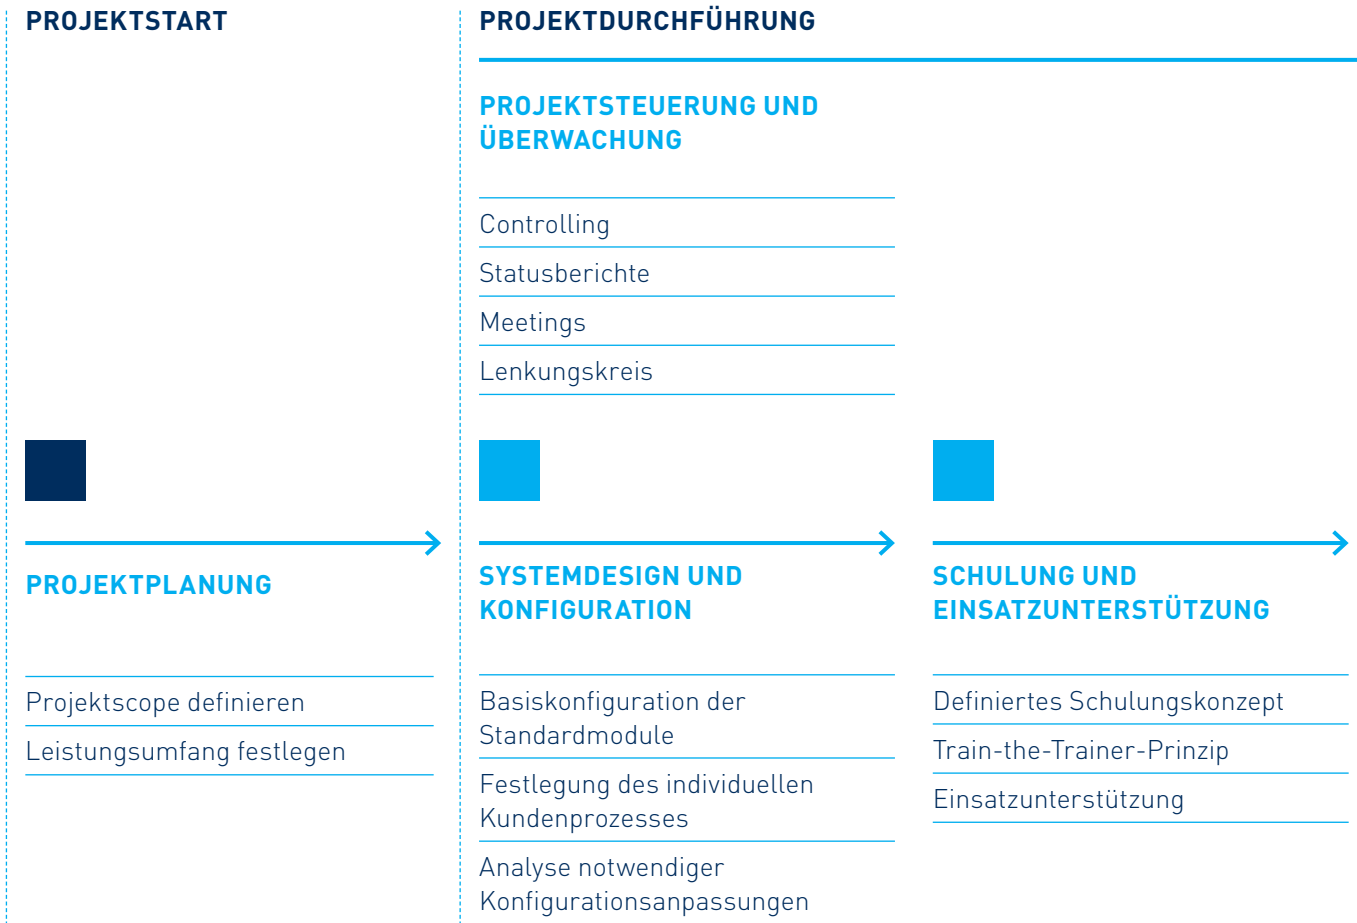 PROJEKTSTART
PROJEKTDURCHFÜHRUNG
PROJEKTSTEUERUNG UND
ÜBERWACHUNG
Controlling
Statusberichte
Meetings
Lenkungskreis
PROJEKTPLANUNG
Projektscope definieren
Leistungsumfang festlegen
SYSTEMDESIGN UND
KONFIGURATION
Basiskonfiguration der
Standardmodule
Festlegung des individuellen
Kundenprozesses
Analyse notwendiger
Konfigurationsanpassungen
SCHULUNG UND
EINSATZUNTERSTÜTZUNG
Definiertes Schulungskonzept
Train-the-Trainer-Prinzip
Einsatzunterstützung